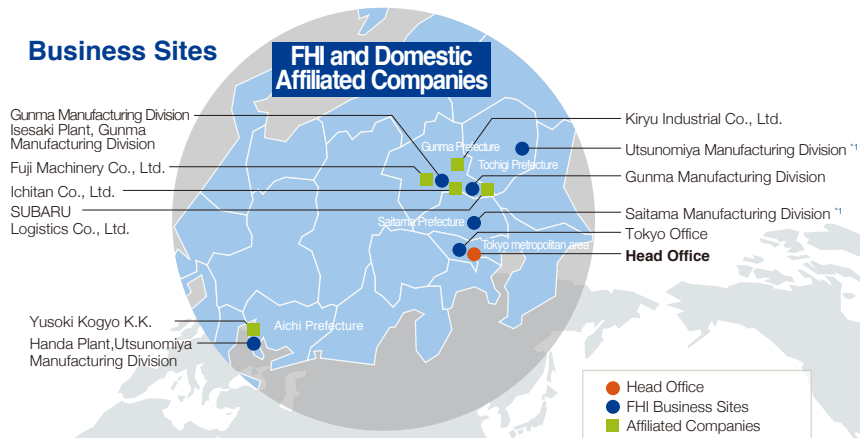 Business Sites
FHI and Domestic
Affiliated Companies
Gunma Manufacturing Division
Isesaki Plant, Gunma
Manufacturing Division
Fuji Machinery Co., Ltd.
Ichitan Co., Ltd.
SUBARU
Logistics Co., Ltd.
Yusoki Kogyo K.K.
Handa Plant,Utsunomiya
Manufacturing Division
Gunma Prefecture
Tochigi Prefecture
Saitama Prefecture
Tokyo metropolitan area
Aichi Prefecture
Kiryu Industrial Co., Ltd.
Utsunomiya Manufacturing Division *1
Gunma Manufacturing Division
Saitama Manufacturing Division *1
Tokyo Office
Head Office
Head Office
FHI Business Sites
Affiliated Companies